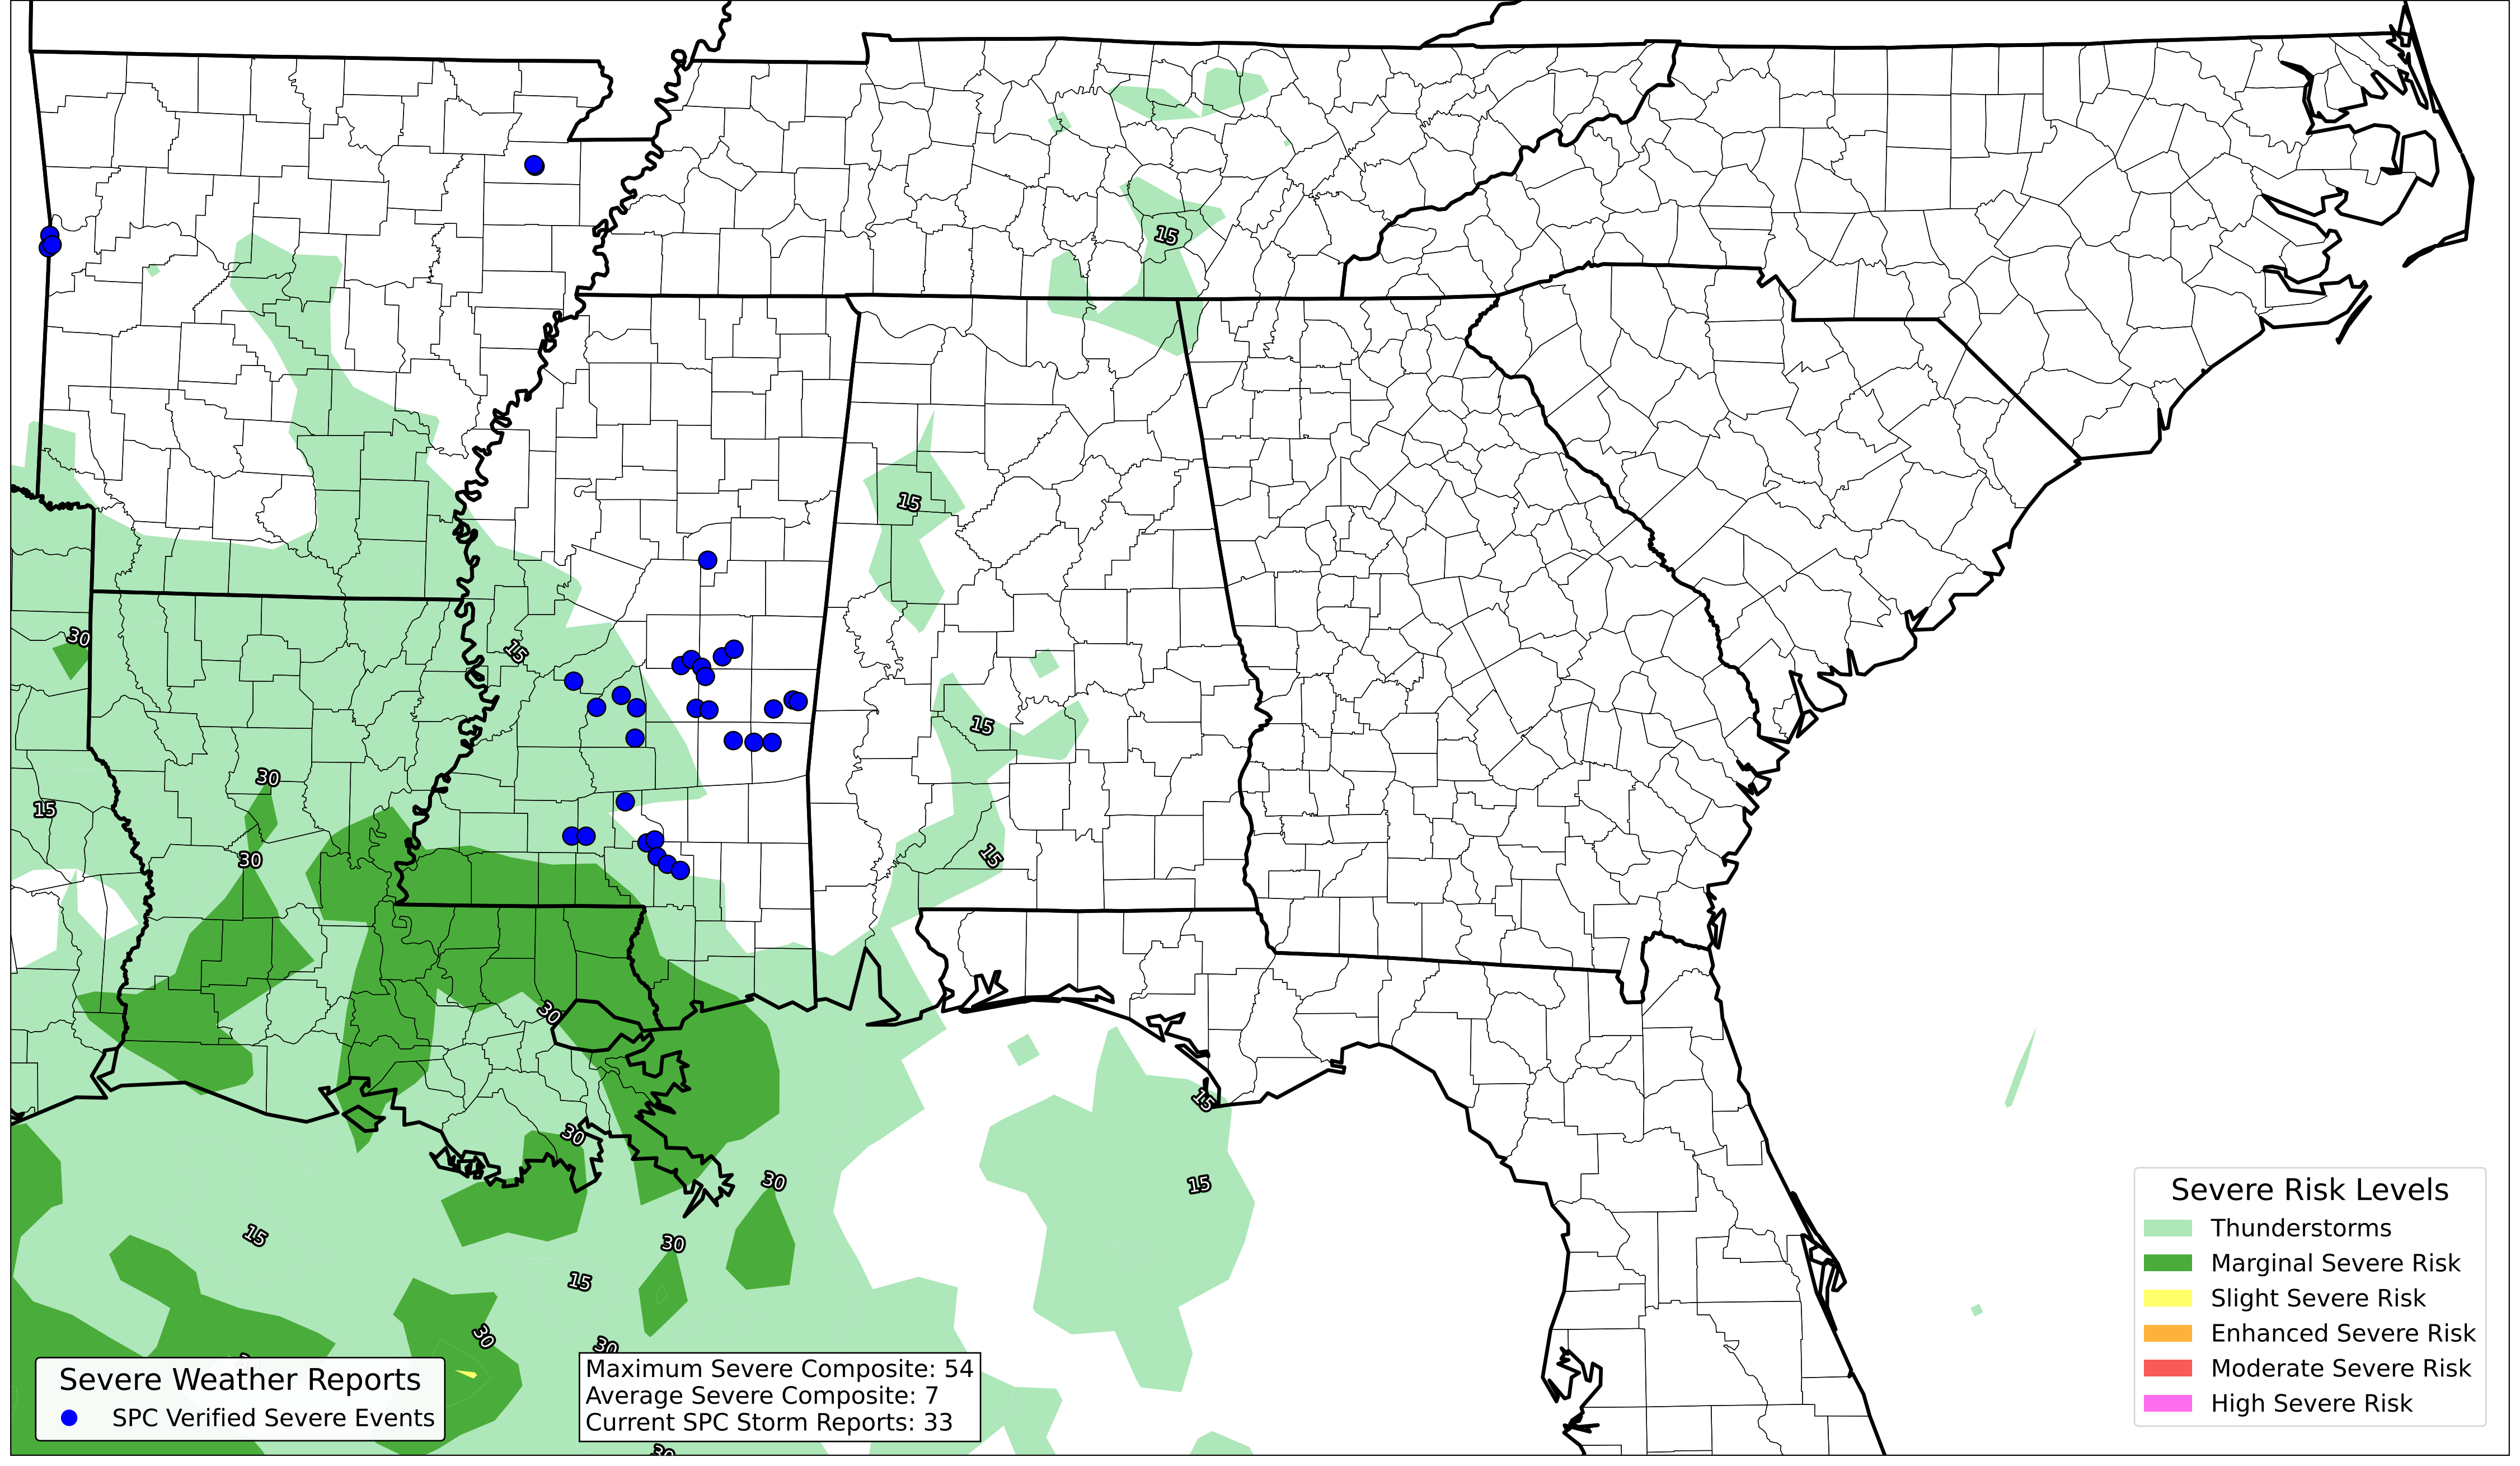 15
15
30
15
15
30
15
30
15
30
15
30
15
30
15
30
15
30
30
30
Severe Weather Reports
SPC Verified Severe Events
Maximum Severe Composite: 54
Average Severe Composite: 7
Current SPC Storm Reports: 33
Severe Risk Levels
Thunderstorms
Marginal Severe Risk
Slight Severe Risk
Enhanced Severe Risk
Moderate Severe Risk
High Severe Risk